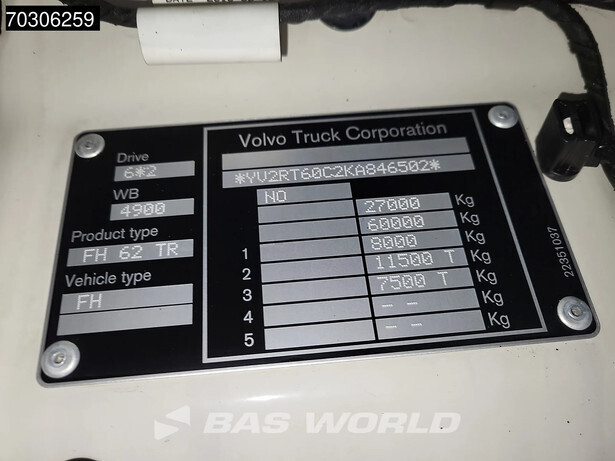 70306259
Volvo Truck Corporation
*YV2RT60C2KA846502*
Drive
6*2
WB
4900
Product type
FH 62 TR
Vehicle type
FH
NO
27000 Kg
60000 Kg
1 8000 Kg
2 11500 T Kg
3 7500 T Kg
4 -- Kg
5 -- Kg
22351037
BAS WORLD